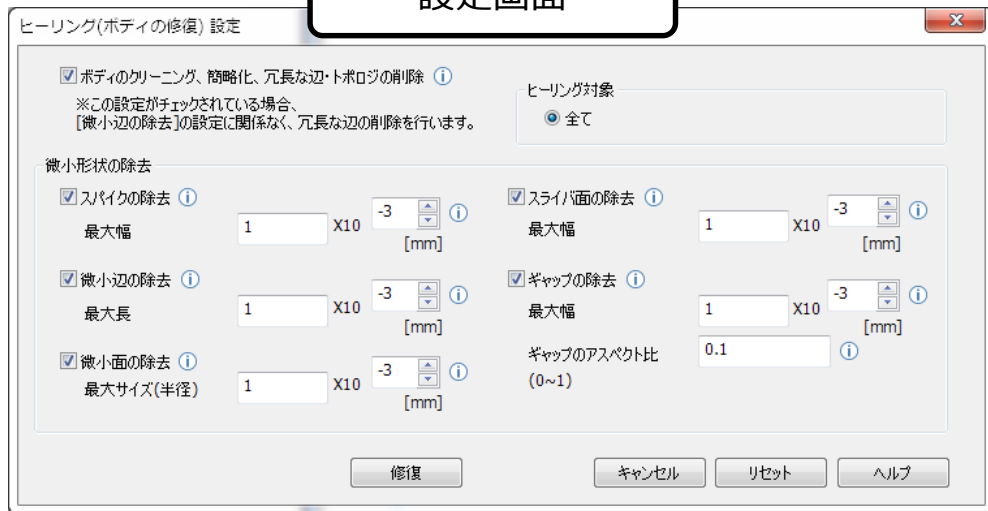 設定画面
ヒーリング(ボディの修復) 設定
ボディのクリーニング、簡略化、冗長な辺・トポロジの削除
※この設定がチェックされている場合、
[微小辺の除去]の設定に関係なく、冗長な辺の削除を行います。
ヒーリング対象
全て
微小形状の除去
スパイクの除去
最大幅 1 X10 -3
[mm]
スライバ面の除去
最大幅 1 X10 -3
[mm]
微小辺の除去
最大長 1 X10 -3
[mm]
ギャップの除去
最大幅 1 X10 -3
[mm]
微小面の除去
最大サイズ(半径) 1 X10 -3
[mm]
ギャップのアスペクト比 0.1
(0~1)
修復 キャンセル リセット ヘルプ